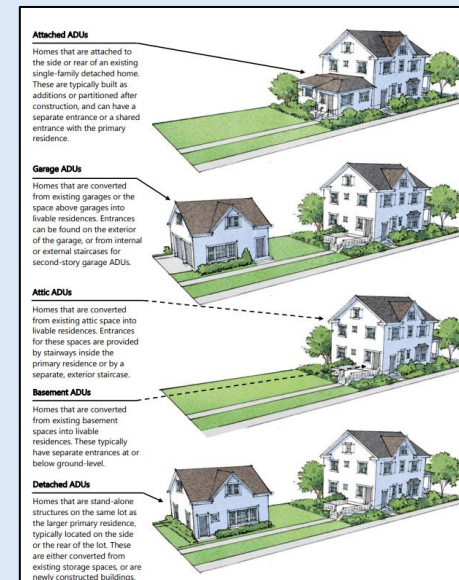 Attached ADUs
Homes that are attached to
the side or rear of an existing
single-family detached home.
These are typically built as
additions or partitioned after
construction, and can have a
separate entrance or a shared
entrance with the primary
residence.
Garage ADUs
Homes that are converted
from existing garages or the
space above garages into
livable residences. Entrances
can be found on the exterior
of the garage, or from internal
or external staircases for
second-story garage ADUs.
Attic ADUs
Homes that are converted
from existing attic space into
livable residences. Entrances
for these spaces are provided
by stairways inside the
primary residence or by a
separate, exterior staircase.
Basement ADUs
Homes that are converted
from existing basement
spaces into livable
residences. These typically
have separate entrances at or
below ground-level.
Detached ADUs
Homes that are stand-alone
structures on the same lot as
the larger primary residence,
typically located on the side
or the rear of the lot. These
are either converted from
existing storage spaces, or are
newly constructed buildings.